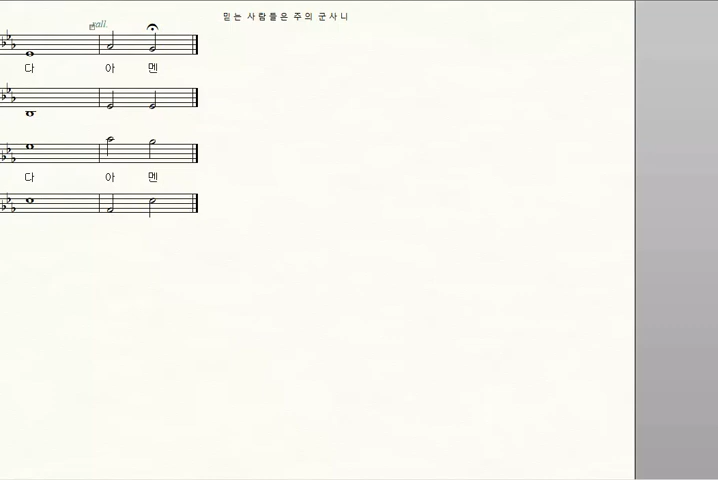 믿는 사람들은 주의 군사니
rall.
다 아 멘
다 아 멘